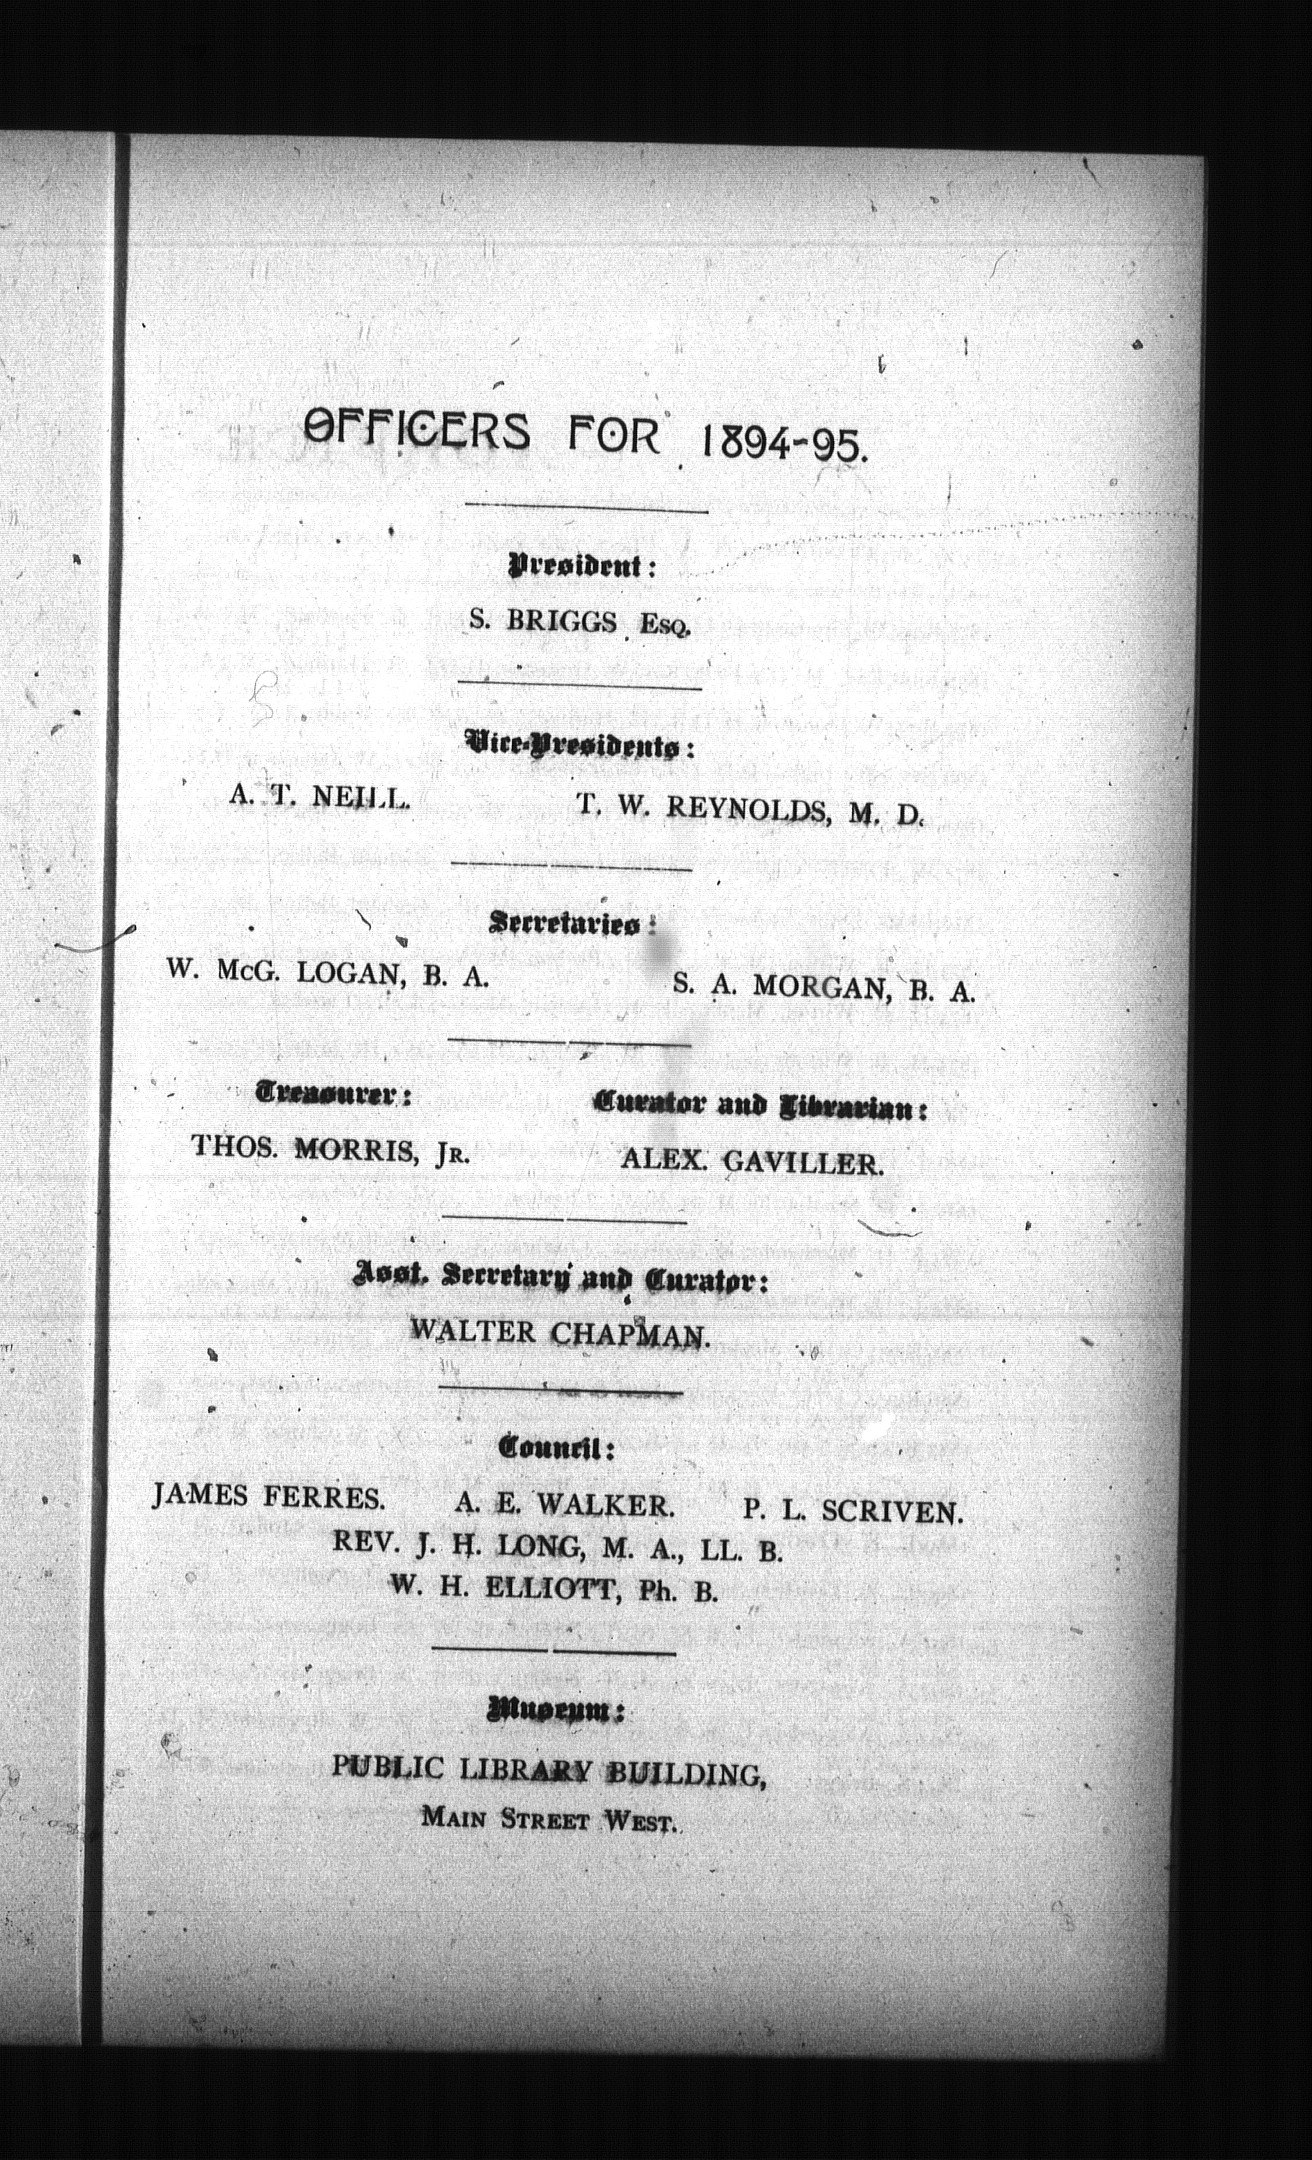 OFFICERS FOR 1894-95.
President:
S. BRIGGS ESQ.
Vice-Presidents:
A. T. NEILL. T. W. REYNOLDS, M. D.
Secretaries:
W. McG. LOGAN, B. A. S. A. MORGAN, B. A.
Treasurer: Curator and Librarian:
THOS. MORRIS, JR. ALEX. GAVILLER.
Asst. Secretary and Curator:
WALTER CHAPMAN.
Council:
JAMES FERRES. A. E. WALKER. P. L. SCRIVEN.
REV. J. H. LONG, M. A., LL. B.
W. H. ELLIOTT, Ph. B.
Museum:
PUBLIC LIBRARY BUILDING,
MAIN STREET WEST.